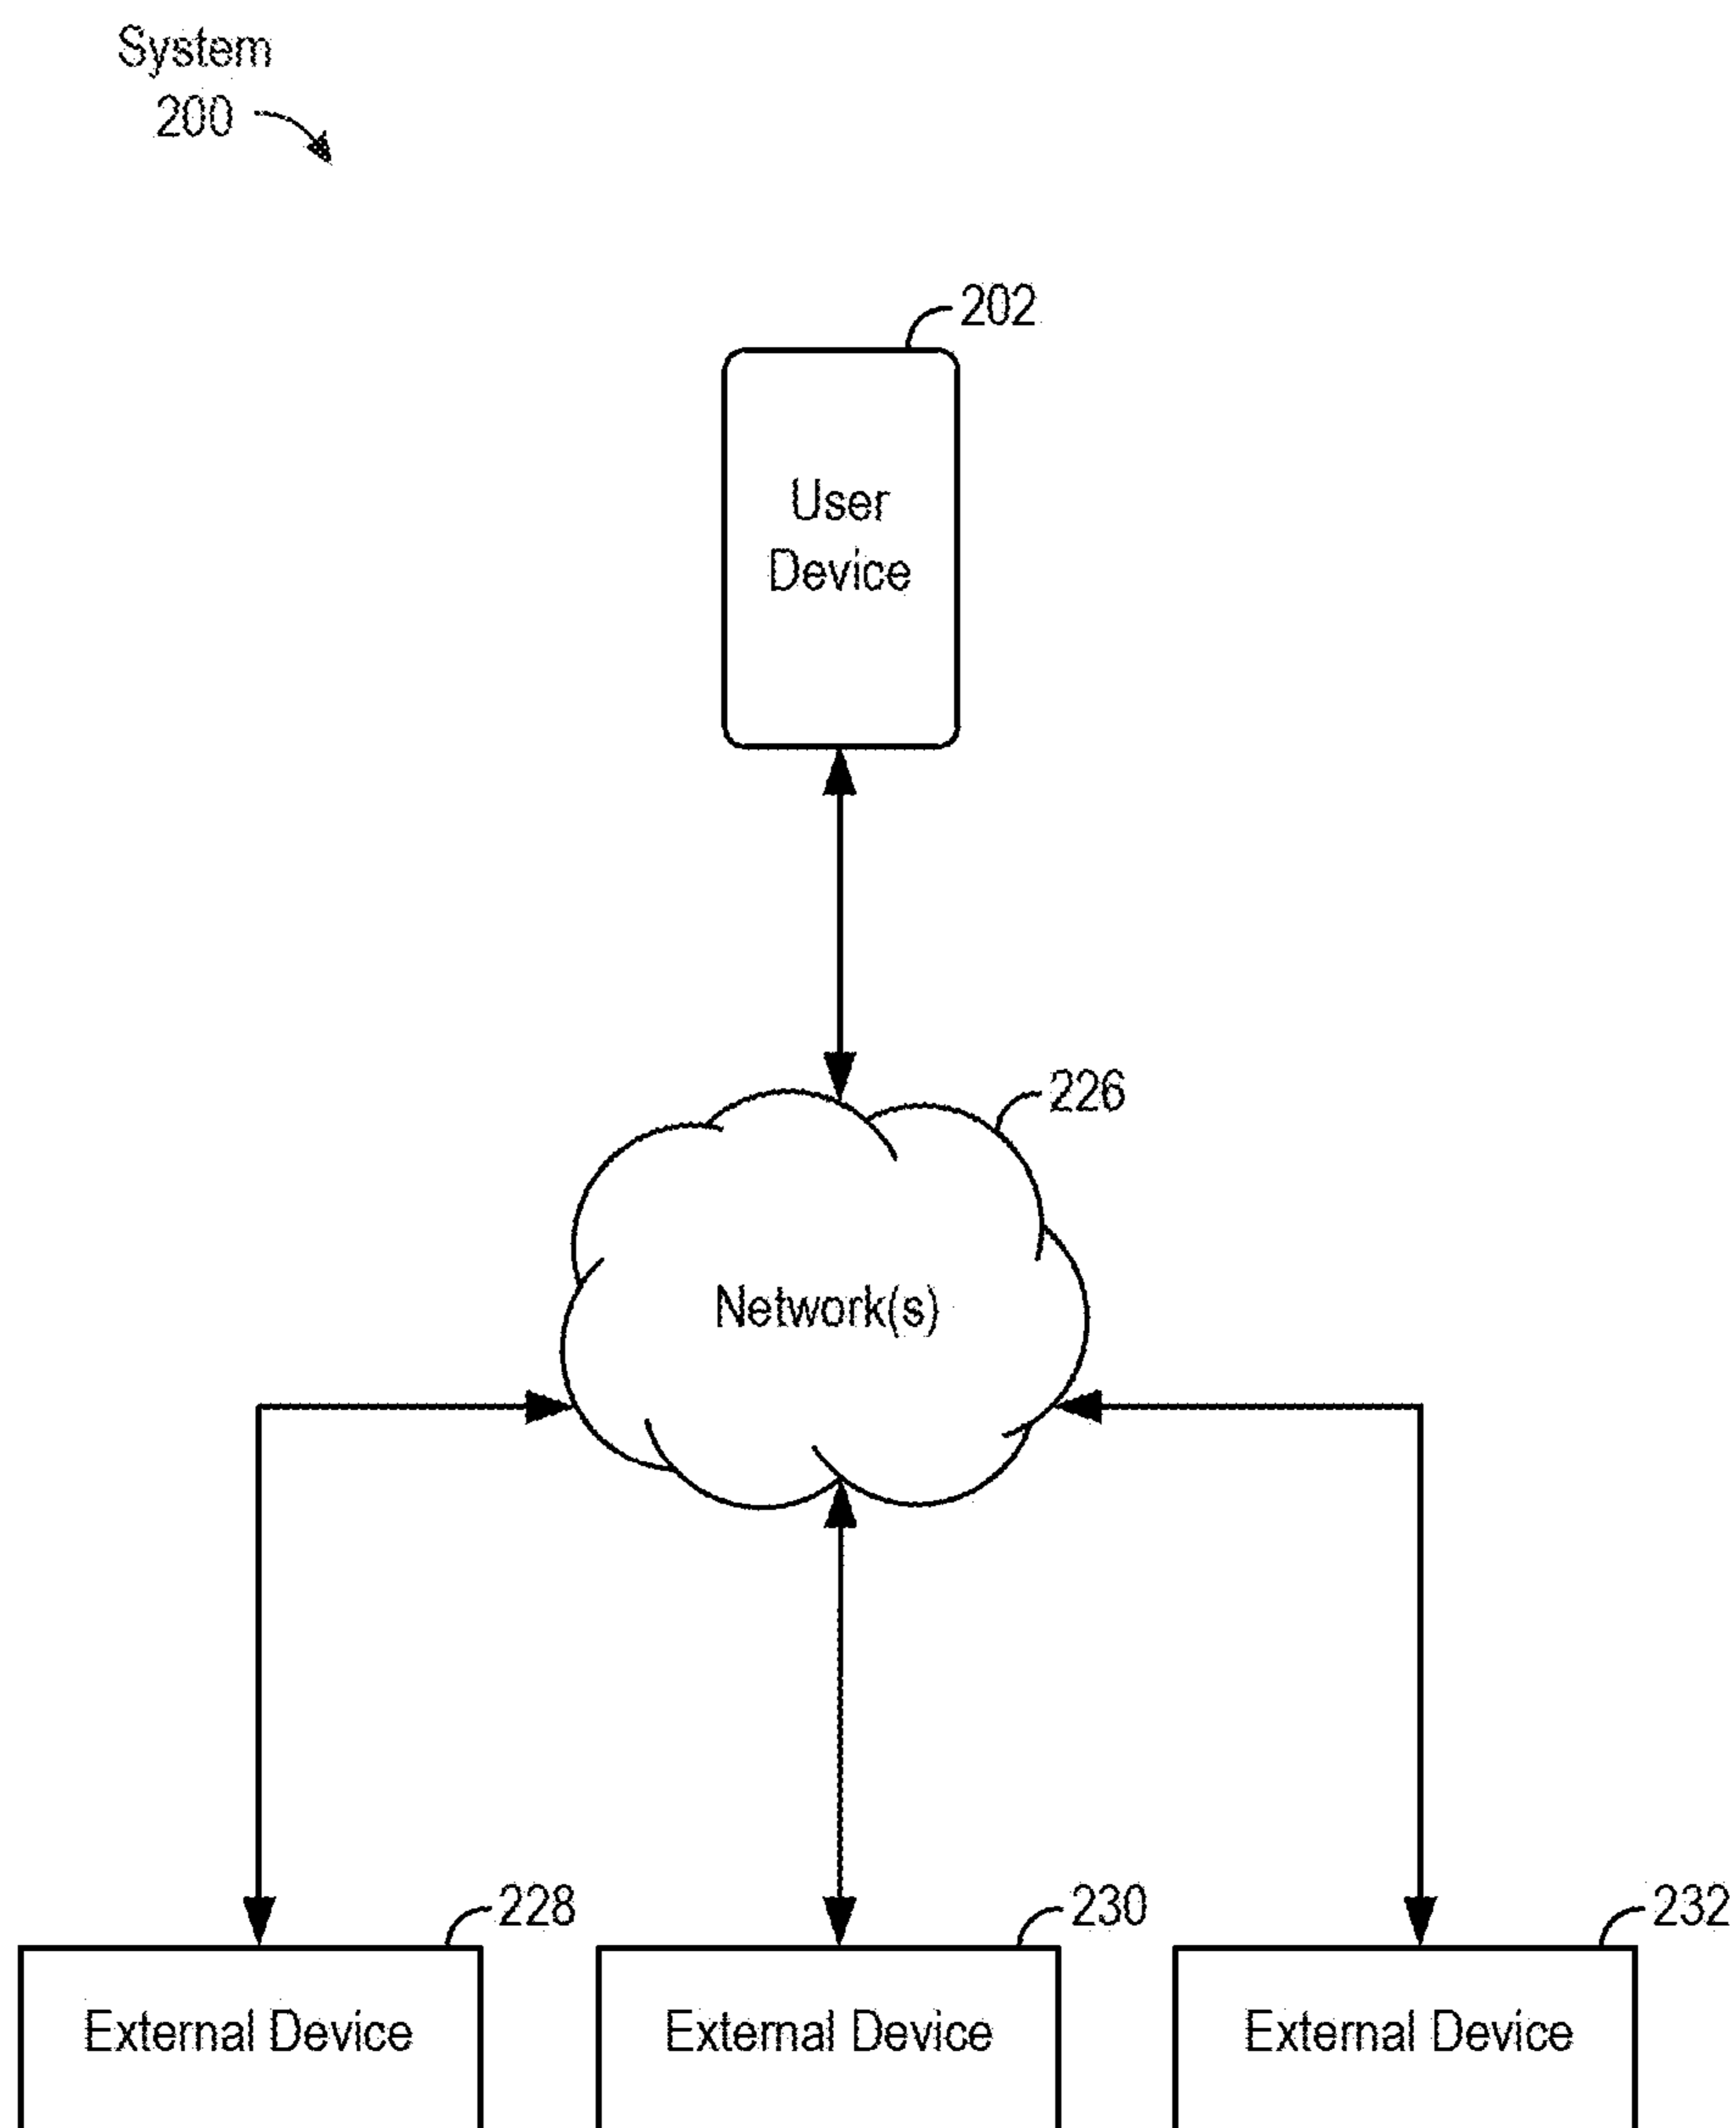 System
200
202
User
Device
226
Network(s)
228
230
232
External Device
External Device
External Device